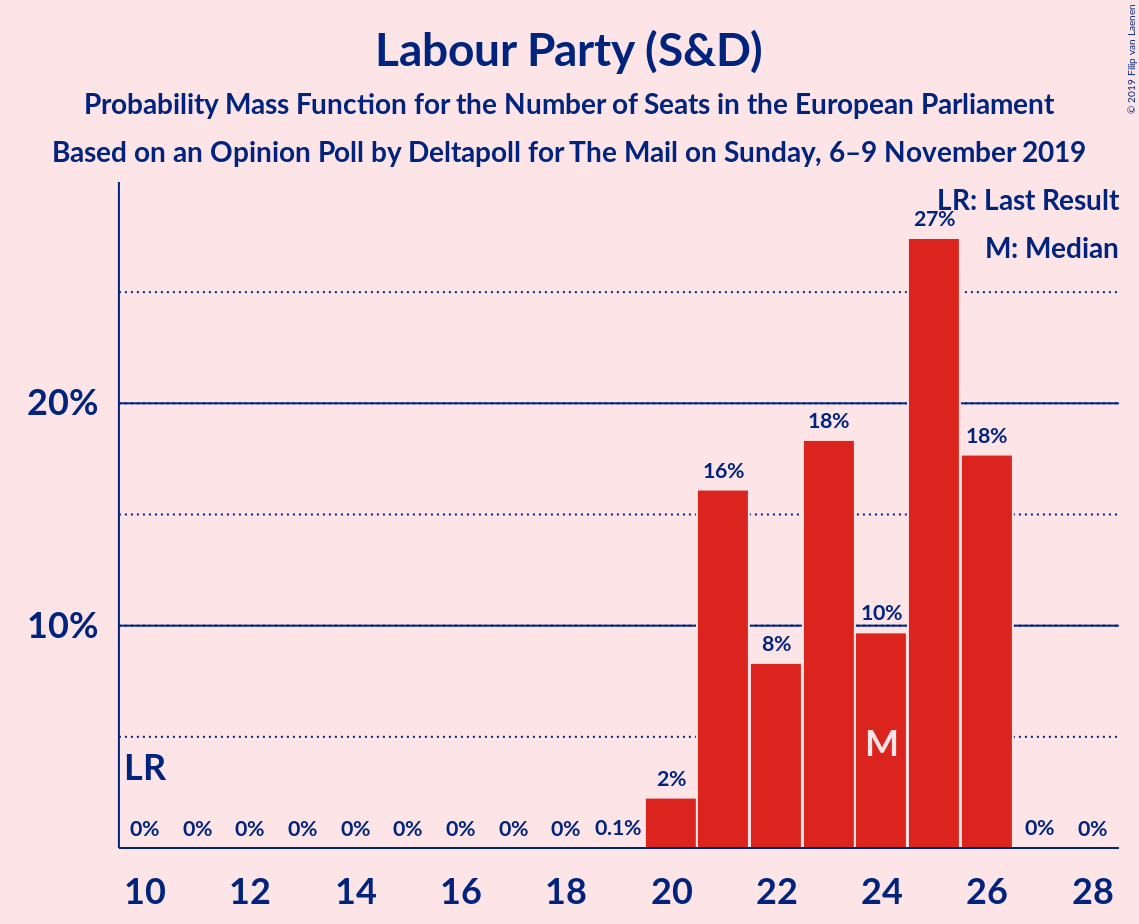 Labour Party (S&D)
Probability Mass Function for the Number of Seats in the European Parliament
Based on an Opinion Poll by Deltapoll for The Mail on Sunday, 6–9 November 2019
© 2019 Filip van Laenen
LR: Last Result
M: Median
20%
10%
27%
18%
18%
16%
10%
8%
M
LR
2%
0% 0% 0% 0% 0% 0% 0% 0% 0% 0.1% 0% 0%
10 12 14 16 18 20 22 24 26 28